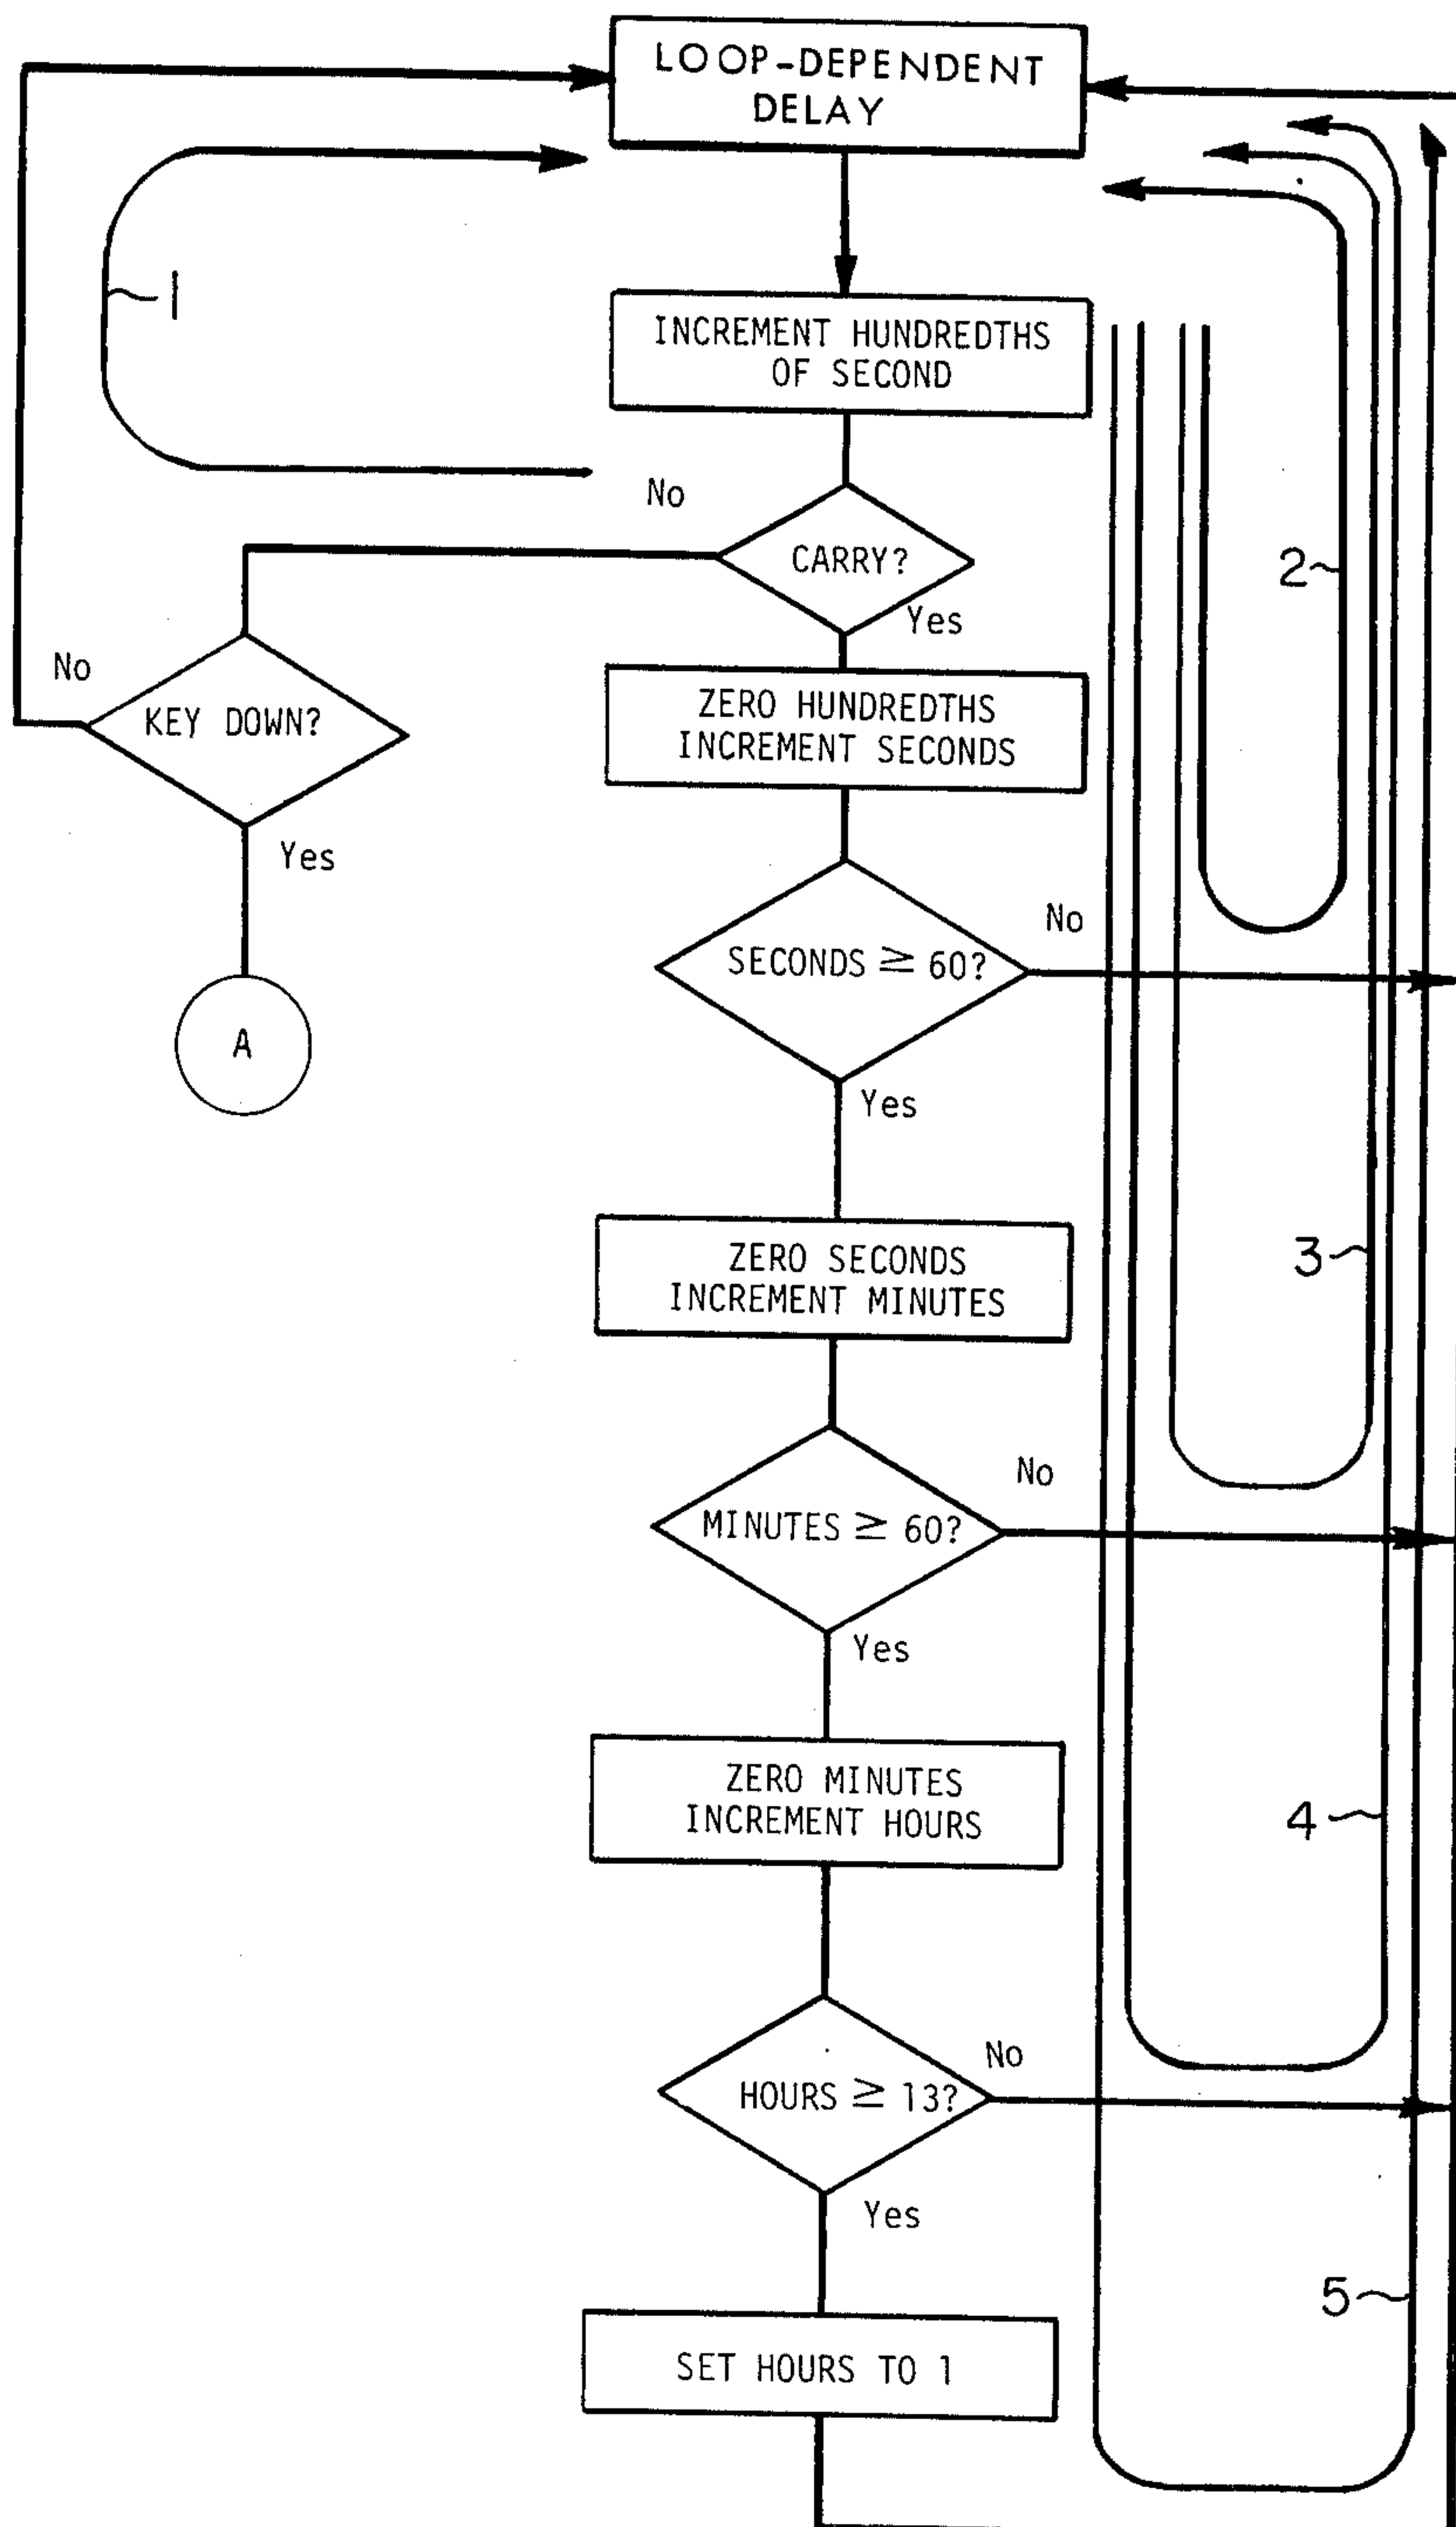 LOOP-DEPENDENT
DELAY
1
INCREMENT HUNDREDTHS
OF SECOND
No
CARRY?
2
Yes
No
KEY DOWN?
ZERO HUNDREDTHS
INCREMENT SECONDS
Yes
No
SECONDS ≥ 60?
A
Yes
ZERO SECONDS
INCREMENT MINUTES
3
No
MINUTES ≥ 60?
Yes
ZERO MINUTES
INCREMENT HOURS
4
No
HOURS ≥ 13?
Yes
5
SET HOURS TO 1